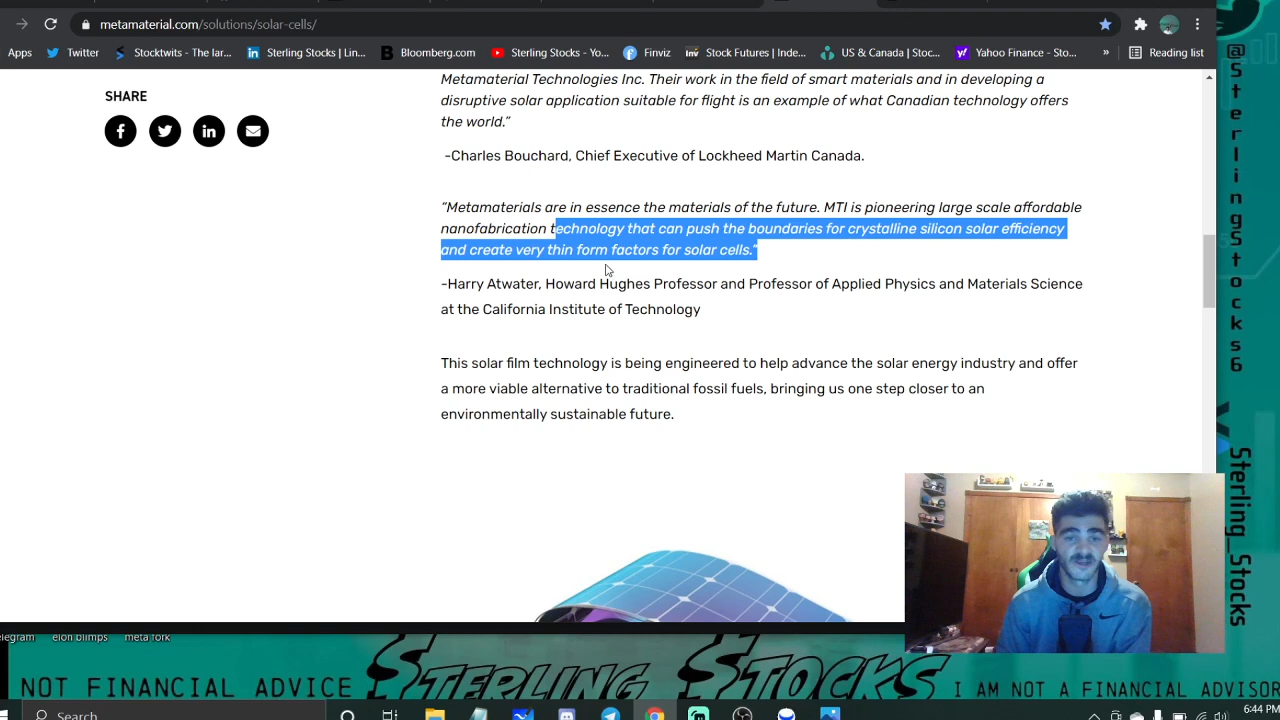 metamaterial.com/solutions/solar-cells/
Apps Twitter Stocktwits - The lar... Sterling Stocks | Lin... Bloomberg.com Sterling Stocks - Yo... Finviz Stock Futures | Inde... US & Canada | Stoc... Yahoo Finance - Sto... » Reading list
SHARE
Metamaterial Technologies Inc. Their work in the field of smart materials and in developing a
disruptive solar application suitable for flight is an example of what Canadian technology offers
the world.”
-Charles Bouchard, Chief Executive of Lockheed Martin Canada.
“Metamaterials are in essence the materials of the future. MTI is pioneering large scale affordable
nanofabrication technology that can push the boundaries for crystalline silicon solar efficiency
and create very thin form factors for solar cells.”
-Harry Atwater, Howard Hughes Professor and Professor of Applied Physics and Materials Science
at the California Institute of Technology
This solar film technology is being engineered to help advance the solar energy industry and offer
a more viable alternative to traditional fossil fuels, bringing us one step closer to an
environmentally sustainable future.
@SterlingStocks6
Sterling_Stocks
elegram elon blimps meta fork
NOT FINANCIAL ADVICE STERLING STOCKS I AM NOT A FINANCIAL ADVISOR
Search
6:44 PM